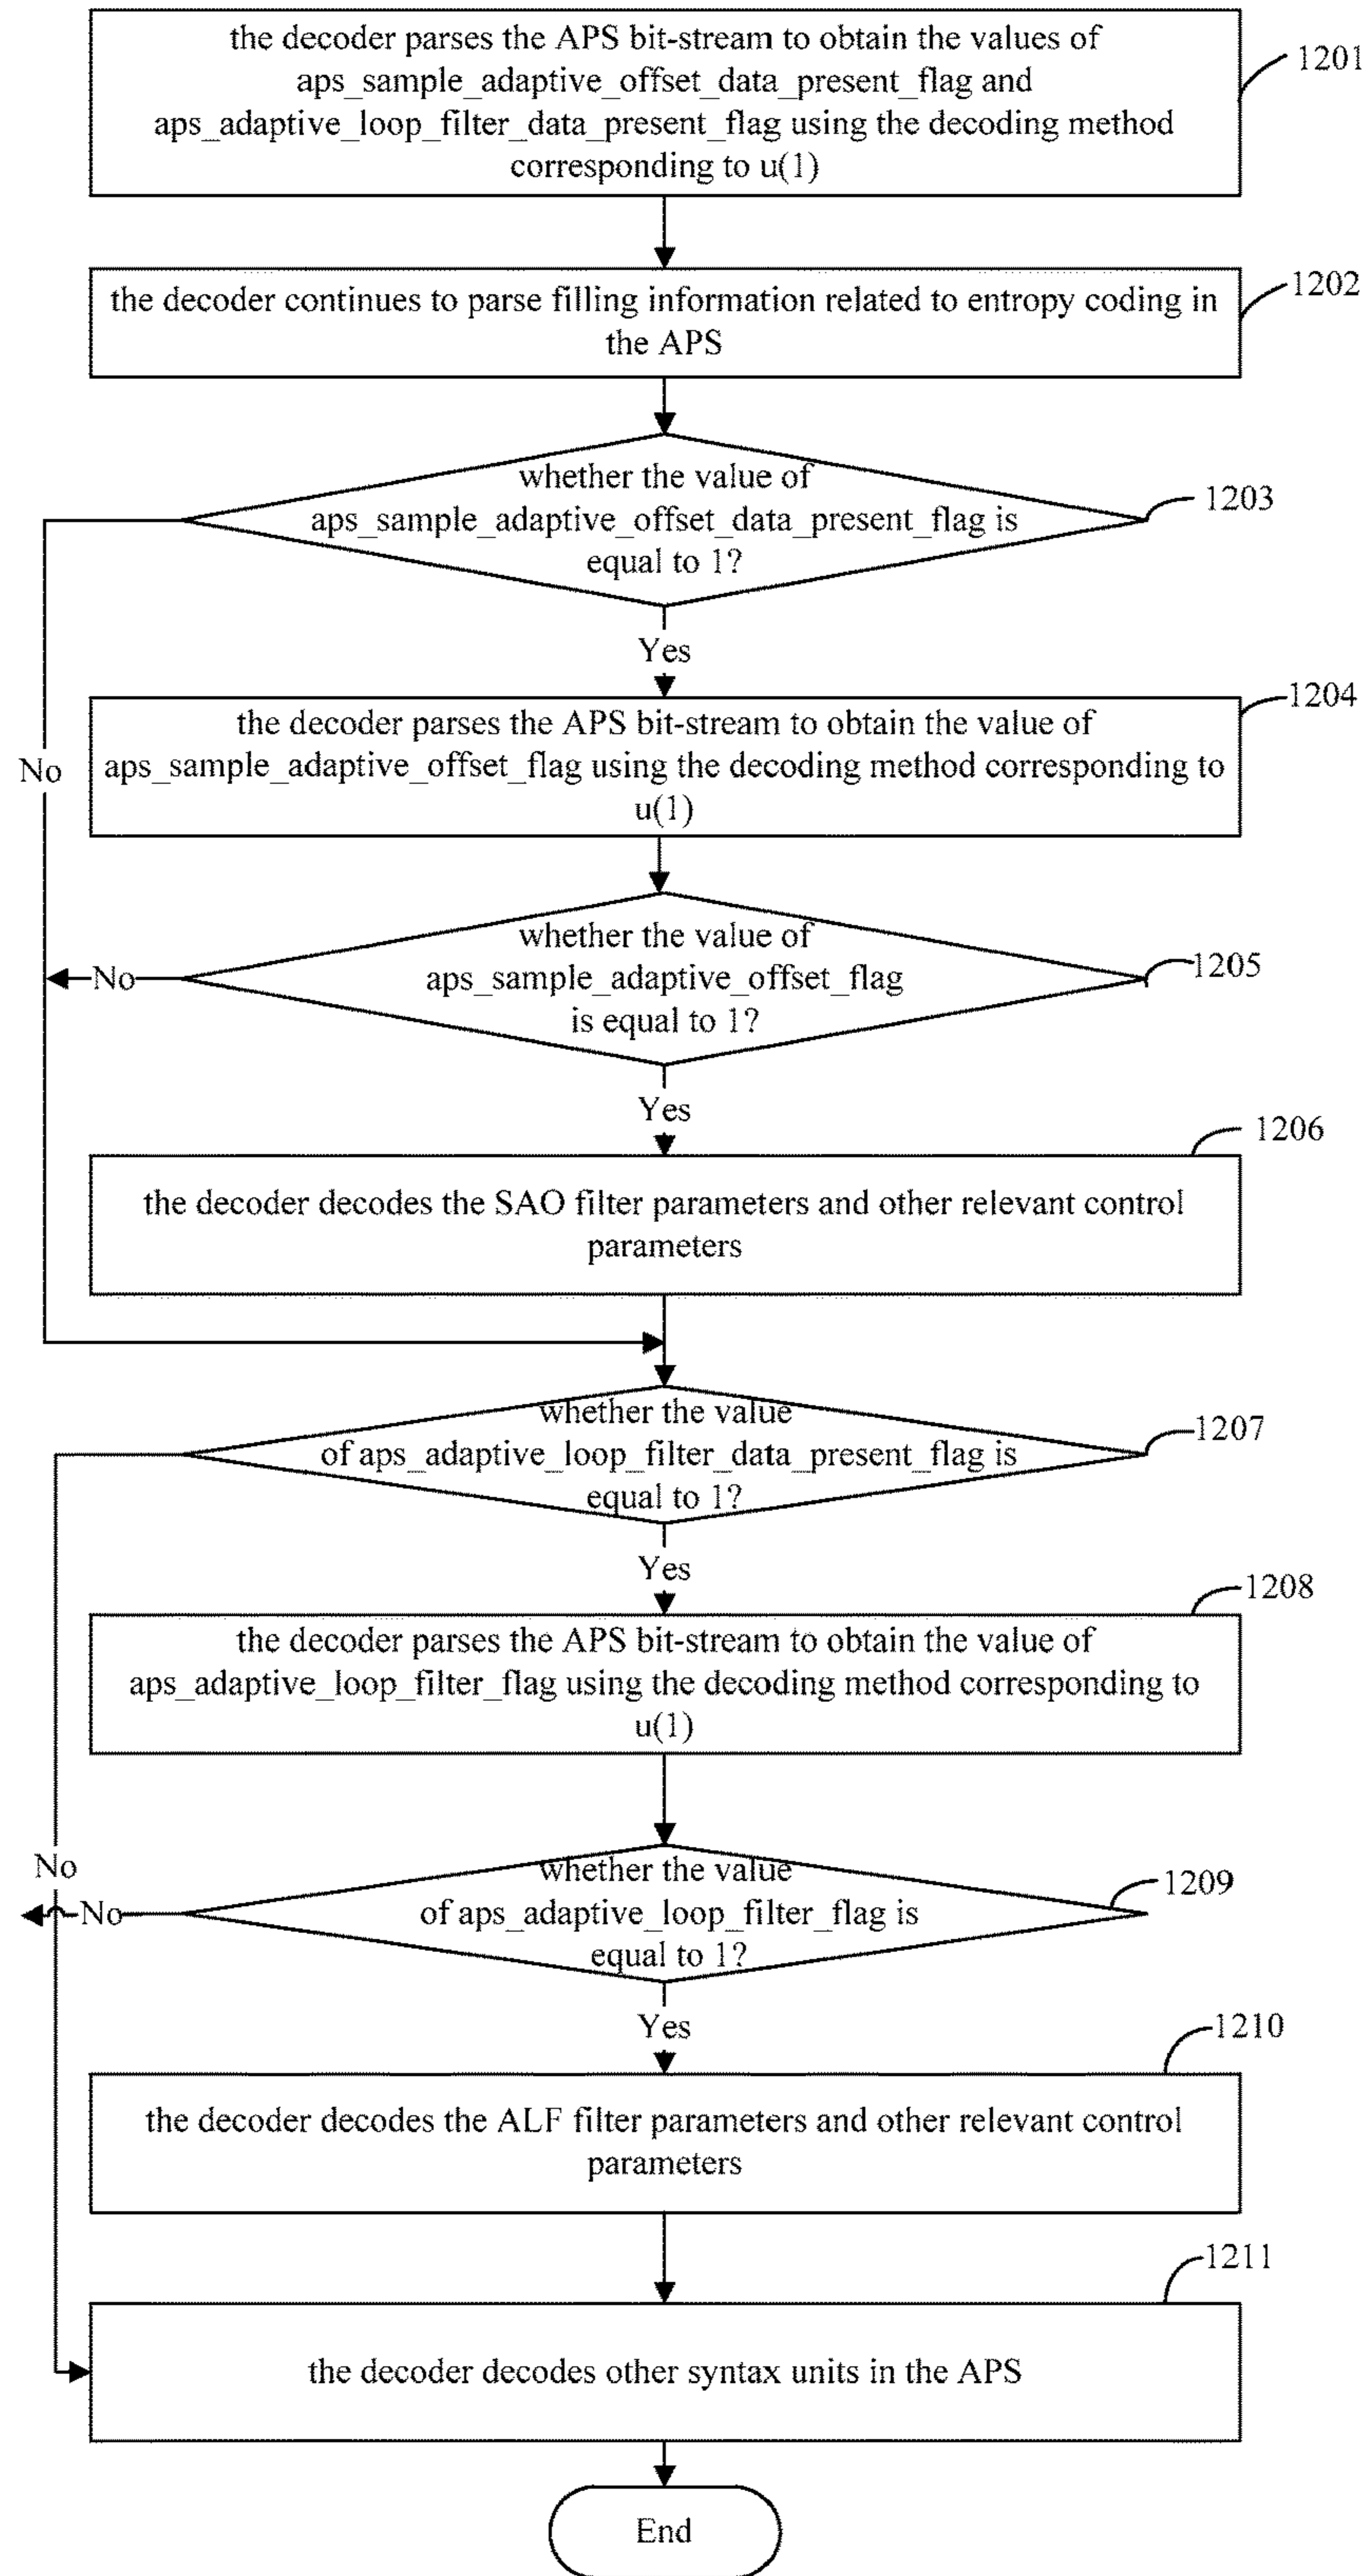 the decoder parses the APS bit-stream to obtain the values of
aps_sample_adaptive_offset_data_present_flag and
aps_adaptive_loop_filter_data_present_flag using the decoding method
corresponding to u(1)
1201
the decoder continues to parse filling information related to entropy coding in
the APS
1202
whether the value of
aps_sample_adaptive_offset_data_present_flag is
equal to 1?
1203
Yes
No
the decoder parses the APS bit-stream to obtain the value of
aps_sample_adaptive_offset_flag using the decoding method corresponding to
u(1)
1204
whether the value of
aps_sample_adaptive_offset_flag
is equal to 1?
1205
No
Yes
the decoder decodes the SAO filter parameters and other relevant control
parameters
1206
whether the value
of aps_adaptive_loop_filter_data_present_flag is
equal to 1?
1207
Yes
the decoder parses the APS bit-stream to obtain the value of
aps_adaptive_loop_filter_flag using the decoding method corresponding to
u(1)
1208
No
whether the value
of aps_adaptive_loop_filter_flag is
equal to 1?
1209
No
Yes
the decoder decodes the ALF filter parameters and other relevant control
parameters
1210
the decoder decodes other syntax units in the APS
1211
End